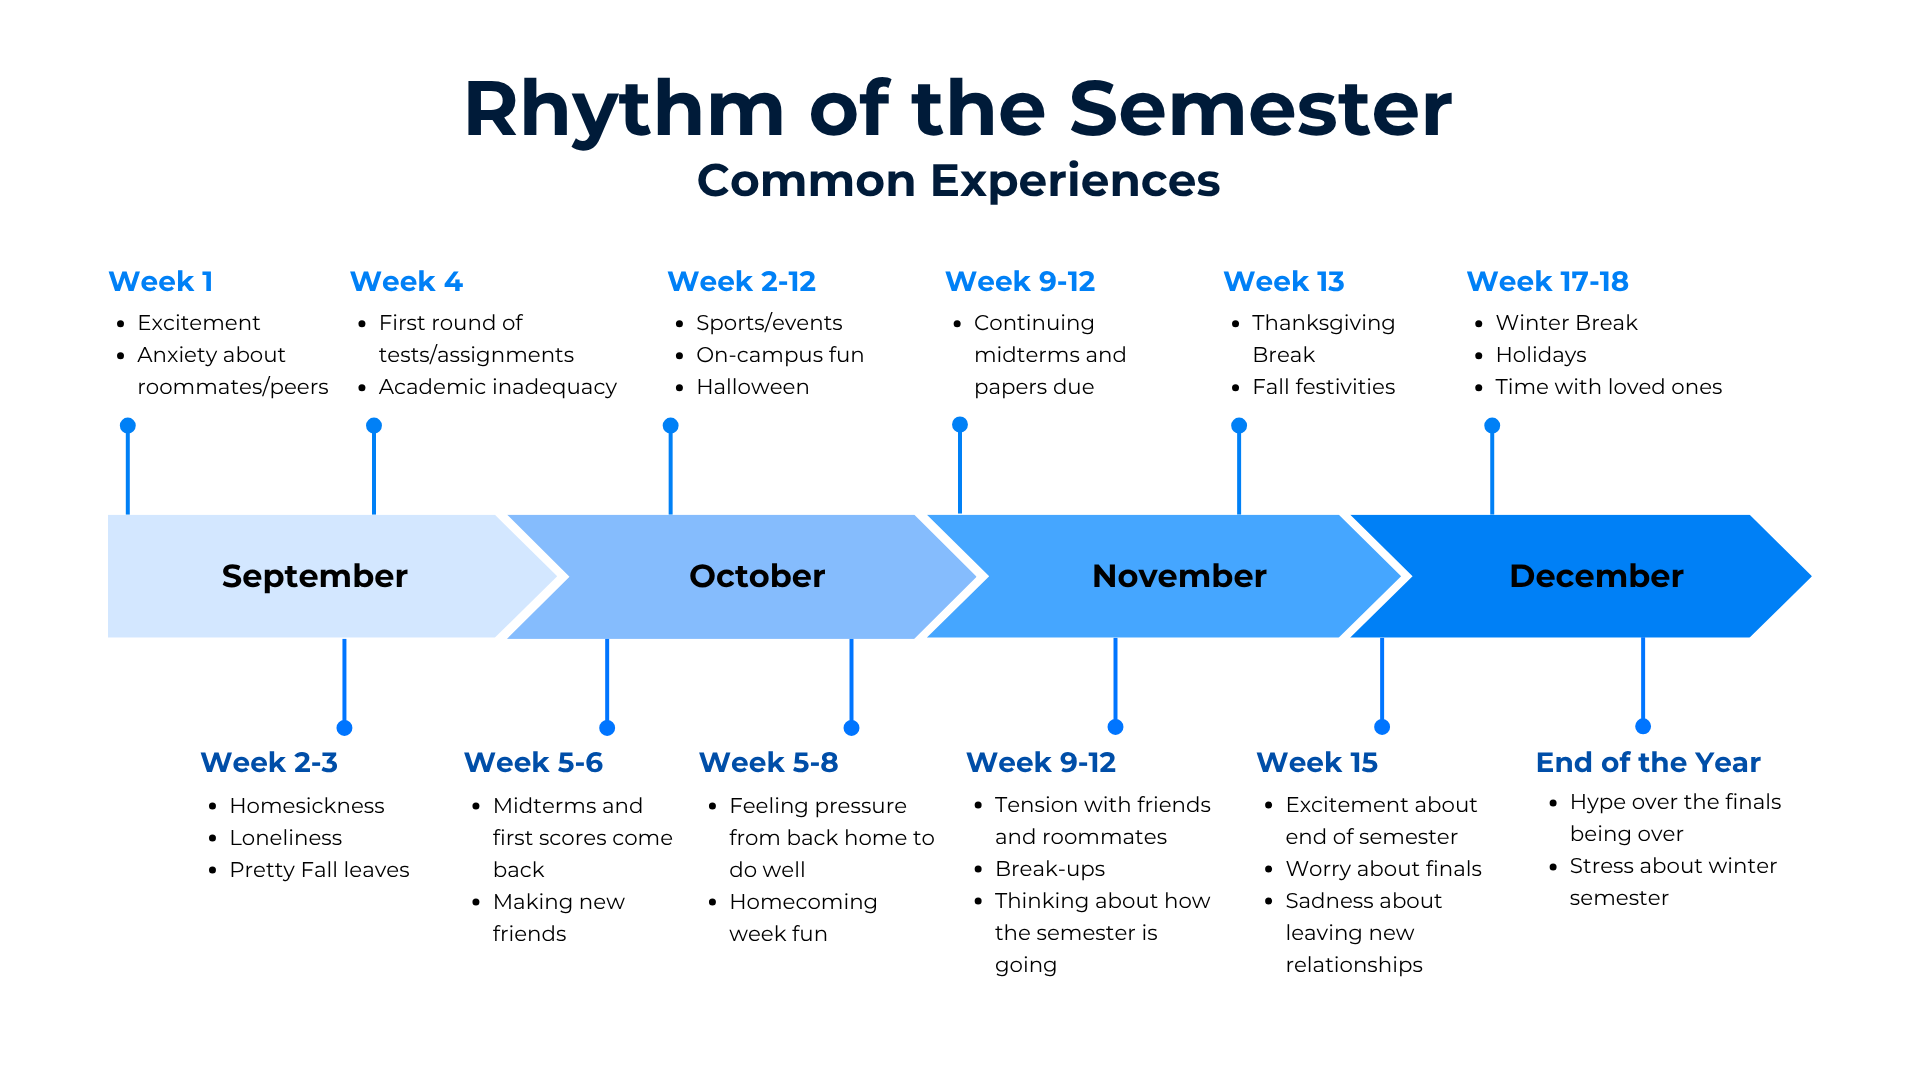 Rhythm of the Semester
Common Experiences
Week 1
• Excitement
• Anxiety about
roommates/peers
Week 4
• First round of
tests/assignments
• Academic inadequacy
Week 2-12
• Sports/events
• On-campus fun
• Halloween
Week 9-12
• Continuing
midterms and
papers due
Week 13
• Thanksgiving
Break
• Fall festivities
Week 17-18
• Winter Break
• Holidays
• Time with loved ones
September
October
November
December
Week 2-3
• Homesickness
• Loneliness
• Pretty Fall leaves
Week 5-6
• Midterms and
first scores come
back
• Making new
friends
Week 5-8
• Feeling pressure
from back home to
do well
• Homecoming
week fun
Week 9-12
• Tension with friends
and roommates
• Break-ups
• Thinking about how
the semester is
going
Week 15
• Excitement about
end of semester
• Worry about finals
• Sadness about
leaving new
relationships
End of the Year
• Hype over the finals
being over
• Stress about winter
semester